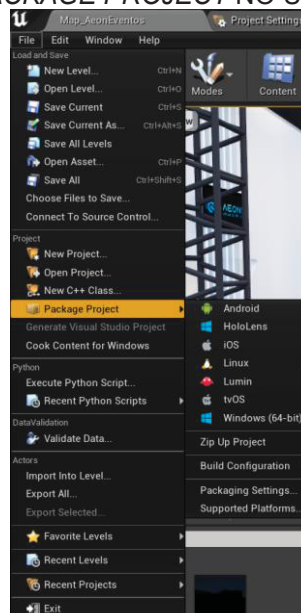 Map_AeonEventos
Project Settings
File Edit Window Help
Load and Save
New Level... Ctrl+N
Open Level... Ctrl+O
Save Current Ctrl+S
Save Current As... Ctrl+Alt+S
Save All Levels
Open Asset... Ctrl+P
Save All Ctrl+Shift+S
Choose Files to Save...
Connect To Source Control...
Modes Content
AEON
Project
New Project...
Open Project...
New C++ Class...
Package Project
Generate Visual Studio Project
Cook Content for Windows
Python
Execute Python Script...
Recent Python Scripts
DataValidation
Validate Data...
Actors
Import Into Level...
Export All...
Export Selected...
Favorite Levels
Recent Levels
Recent Projects
Exit
Android
HoloLens
iOS
Linux
Lumin
tvOS
Windows (64-bit)
Zip Up Project
Build Configuration
Packaging Settings...
Supported Platforms...